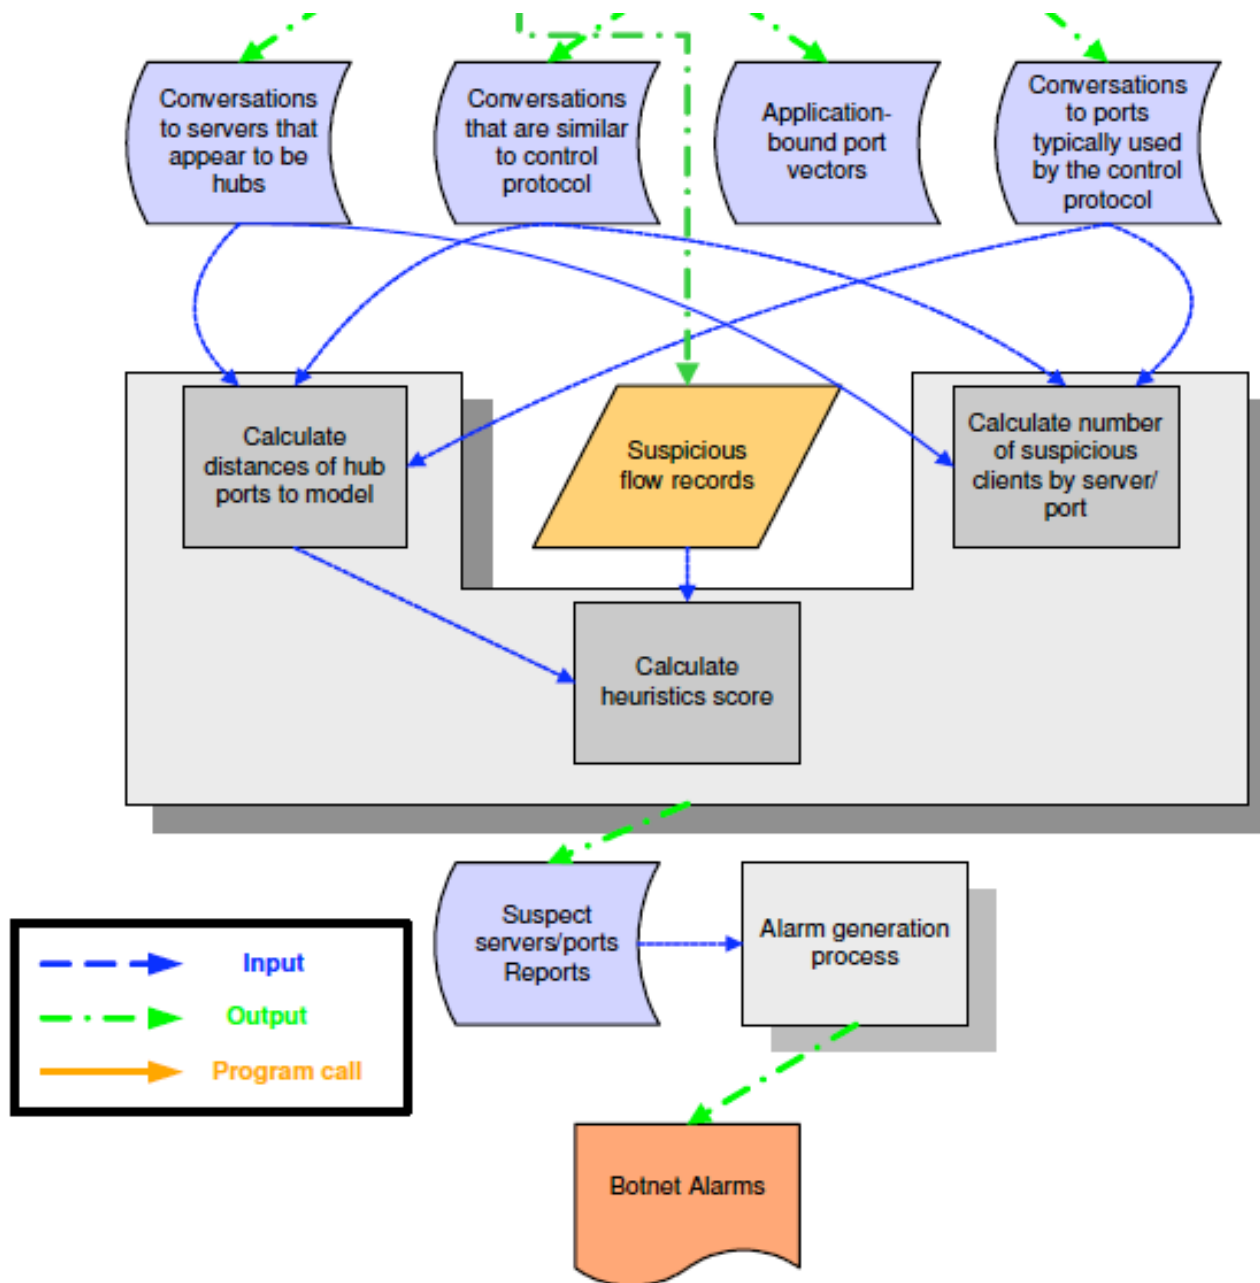 Conversations
to servers that
appear to be
hubs
Conversations
that are similar
to control
protocol
Application-
bound port
vectors
Conversations
to ports
typically used
by the control
protocol
Calculate
distances of hub
ports to model
Suspicious
flow records
Calculate number
of suspicious
clients by server/
port
Calculate
heuristics score
Suspect
servers/ports
Reports
Alarm generation
process
Input
Output
Program call
Botnet Alarms